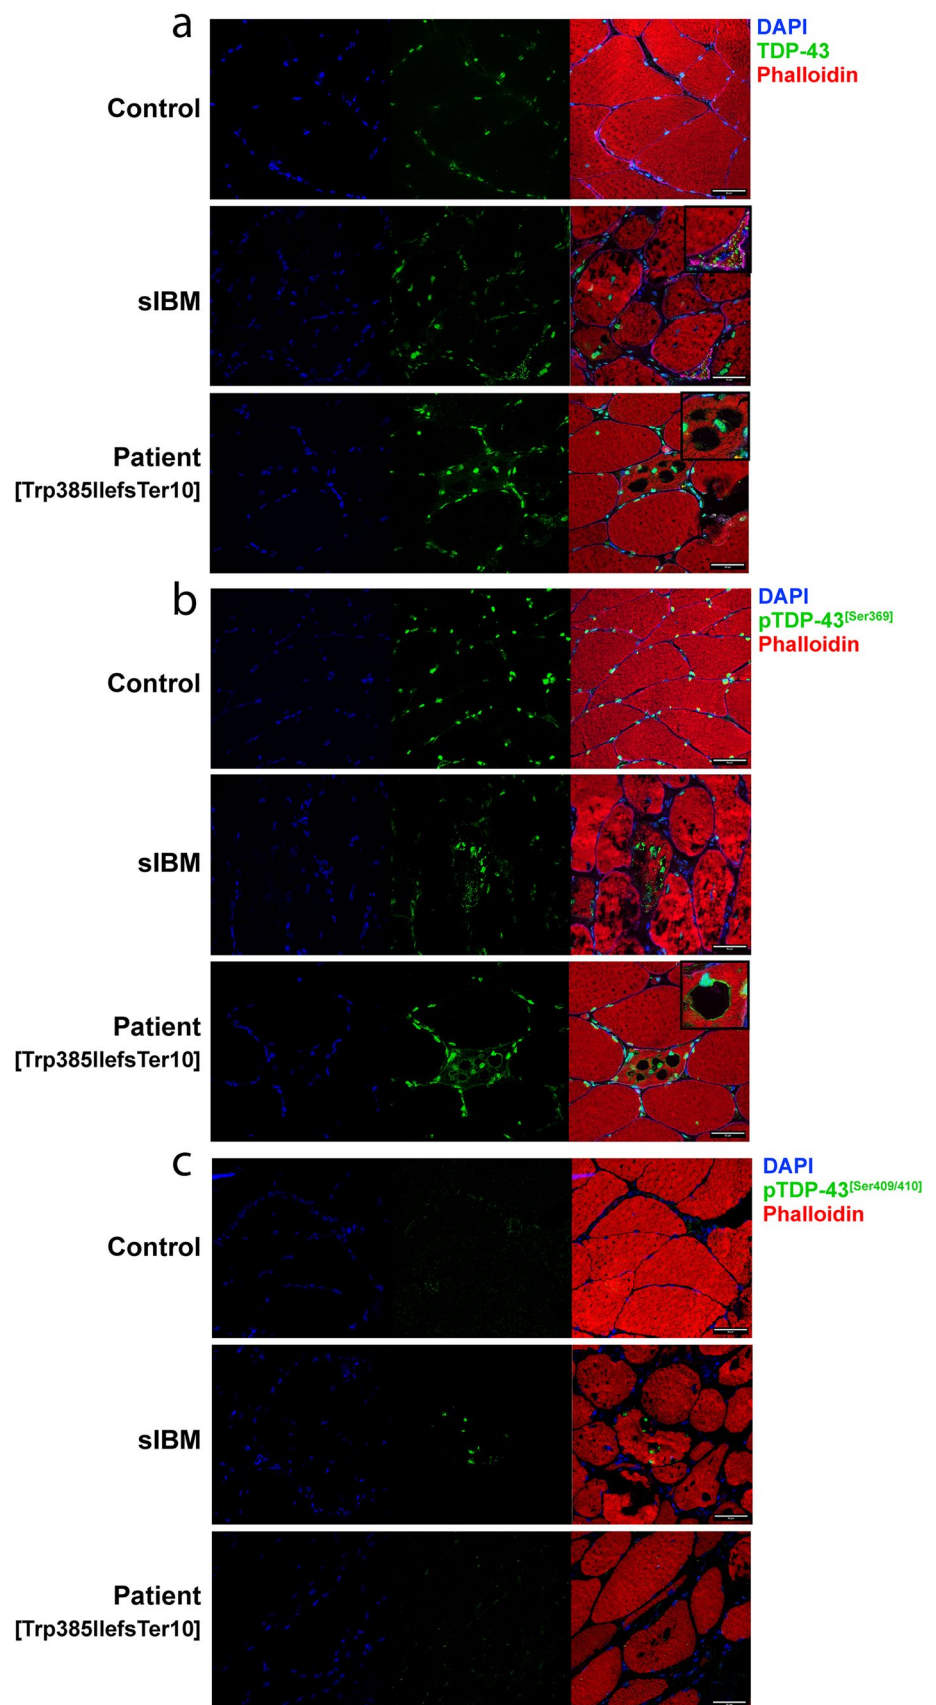 a
DAPI
TDP-43
Phalloidin
Control
sIBM
Patient
[Trp385IlefsTer10]
b
DAPI
pTDP-43[Ser369]
Phalloidin
Control
sIBM
Patient
[Trp385IlefsTer10]
c
DAPI
pTDP-43[Ser409/410]
Phalloidin
Control
sIBM
Patient
[Trp385IlefsTer10]